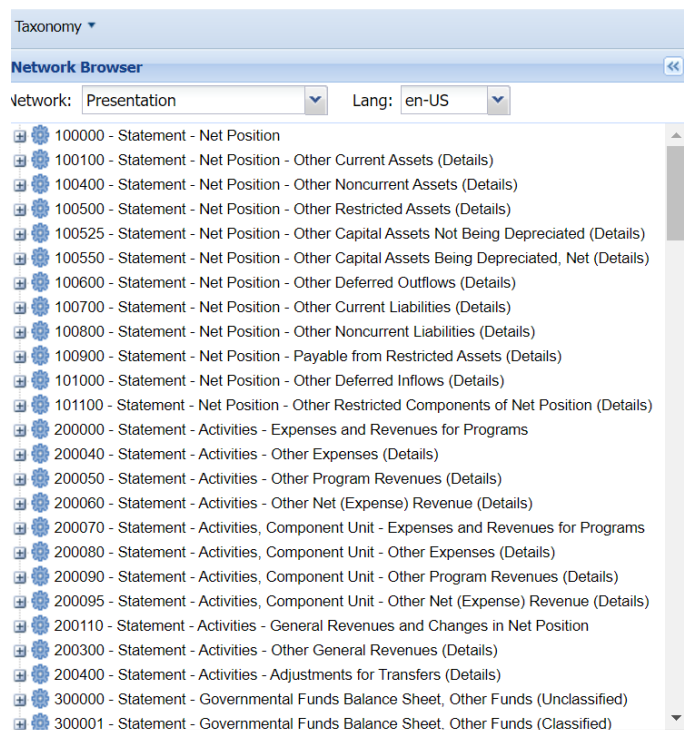 Taxonomy
Network Browser
Network: Presentation Lang: en-US
100000 - Statement - Net Position
100100 - Statement - Net Position - Other Current Assets (Details)
100400 - Statement - Net Position - Other Noncurrent Assets (Details)
100500 - Statement - Net Position - Other Restricted Assets (Details)
100525 - Statement - Net Position - Other Capital Assets Not Being Depreciated (Details)
100550 - Statement - Net Position - Other Capital Assets Being Depreciated, Net (Details)
100600 - Statement - Net Position - Other Deferred Outflows (Details)
100700 - Statement - Net Position - Other Current Liabilities (Details)
100800 - Statement - Net Position - Other Noncurrent Liabilities (Details)
100900 - Statement - Net Position - Payable from Restricted Assets (Details)
101000 - Statement - Net Position - Other Deferred Inflows (Details)
101100 - Statement - Net Position - Other Restricted Components of Net Position (Details)
200000 - Statement - Activities - Expenses and Revenues for Programs
200040 - Statement - Activities - Other Expenses (Details)
200050 - Statement - Activities - Other Program Revenues (Details)
200060 - Statement - Activities - Other Net (Expense) Revenue (Details)
200070 - Statement - Activities, Component Unit - Expenses and Revenues for Programs
200080 - Statement - Activities, Component Unit - Other Expenses (Details)
200090 - Statement - Activities, Component Unit - Other Program Revenues (Details)
200095 - Statement - Activities, Component Unit - Other Net (Expense) Revenue (Details)
200110 - Statement - Activities - General Revenues and Changes in Net Position
200300 - Statement - Activities - Other General Revenues (Details)
200400 - Statement - Activities - Adjustments for Transfers (Details)
300000 - Statement - Governmental Funds Balance Sheet, Other Funds (Unclassified)
300001 - Statement - Governmental Funds Balance Sheet, Other Funds (Classified)